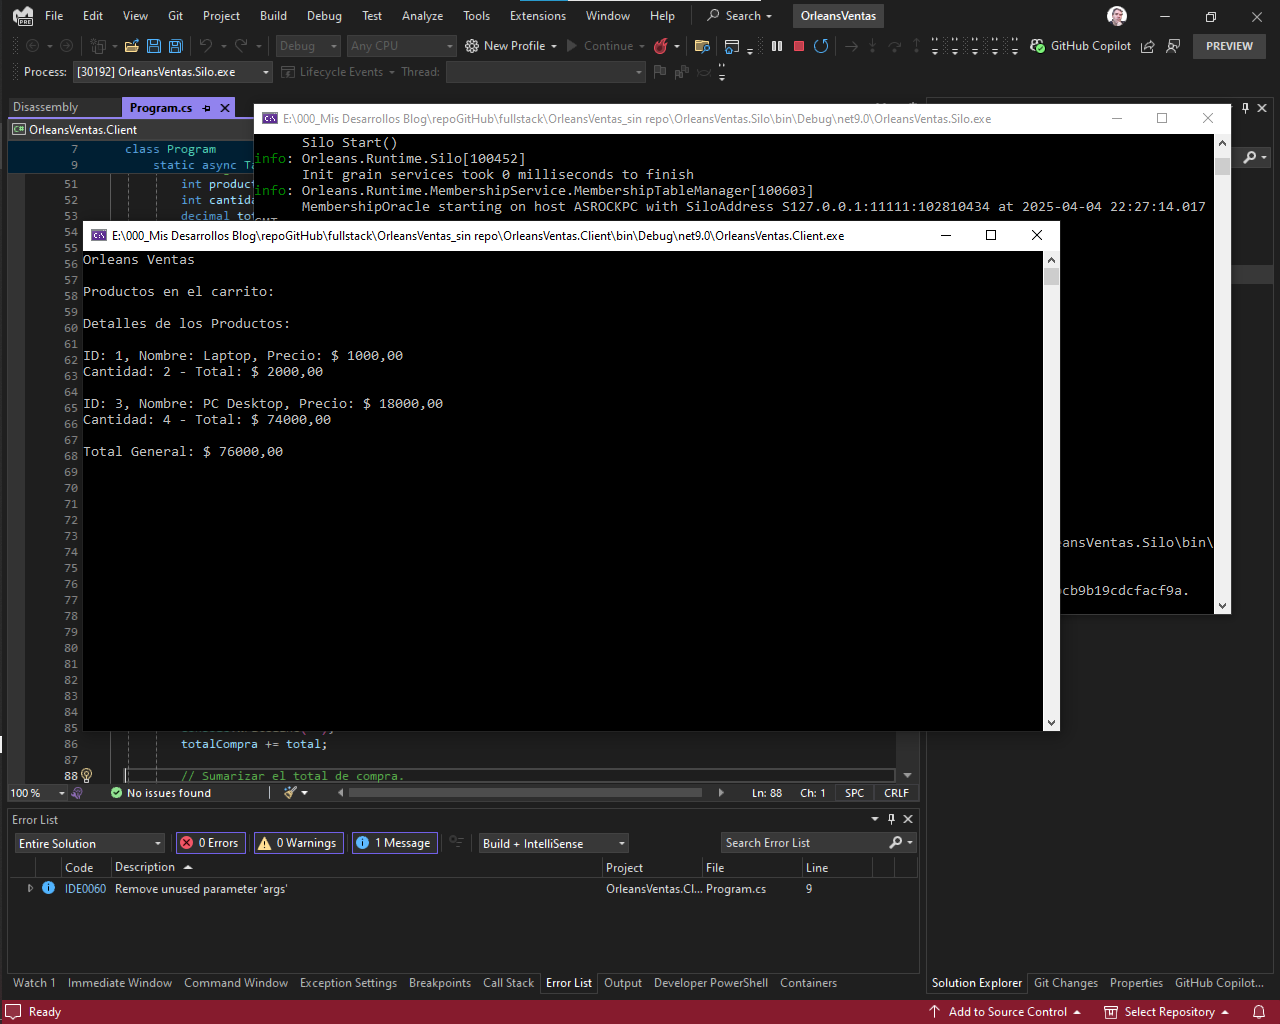 File Edit View Git Project Build Debug Test Analyze Tools Extensions Window Help Search OrleansVentas
Debug Any CPU New Profile Continue GitHub Copilot PREVIEW
Process: [30192] OrleansVentas.Silo.exe Lifecycle Events Thread:
Disassembly Program.cs
OrleansVentas.Client
7 class Program
9 static async Ta
51 int product
52 int cantida
53 decimal tot
E:\000_Mis Desarrollos Blog\repoGitHub\fullstack\OrleansVentas_sin repo\OrleansVentas.Silo\bin\Debug\net9.0\OrleansVentas.Silo.exe
Silo Start()
info: Orleans.Runtime.Silo[100452]
Init grain services took 0 milliseconds to finish
info: Orleans.Runtime.MembershipService.MembershipTableManager[100603]
MembershipOracle starting on host ASROCKPC with SiloAddress S127.0.0.1:11111:102810434 at 2025-04-04 22:27:14.017
E:\000_Mis Desarrollos Blog\repoGitHub\fullstack\OrleansVentas_sin repo\OrleansVentas.Client\bin\Debug\net9.0\OrleansVentas.Client.exe
Orleans Ventas
Productos en el carrito:
Detalles de los Productos:
ID: 1, Nombre: Laptop, Precio: $ 1000,00
Cantidad: 2 - Total: $ 2000,00
ID: 3, Nombre: PC Desktop, Precio: $ 18000,00
Cantidad: 4 - Total: $ 74000,00
Total General: $ 76000,00
eansVentas.Silo\bin\
cb9b19cdcfacf9a.
54
55
56
57
58
59
60
61
62
63
64
65
66
67
68
69
70
71
72
73
74
75
76
77
78
79
80
81
82
83
84
85
86 totalCompra += total;
87
88 // Sumarizar el total de compra.
100 % No issues found Ln: 88 Ch: 1 SPC CRLF
Error List
Entire Solution 0 Errors 0 Warnings 1 Message Build + IntelliSense Search Error List
Code Description Project File Line
IDE0060 Remove unused parameter 'args' OrleansVentas.Cl... Program.cs 9
Watch 1 Immediate Window Command Window Exception Settings Breakpoints Call Stack Error List Output Developer PowerShell Containers Solution Explorer Git Changes Properties GitHub Copilot...
Ready Add to Source Control Select Repository